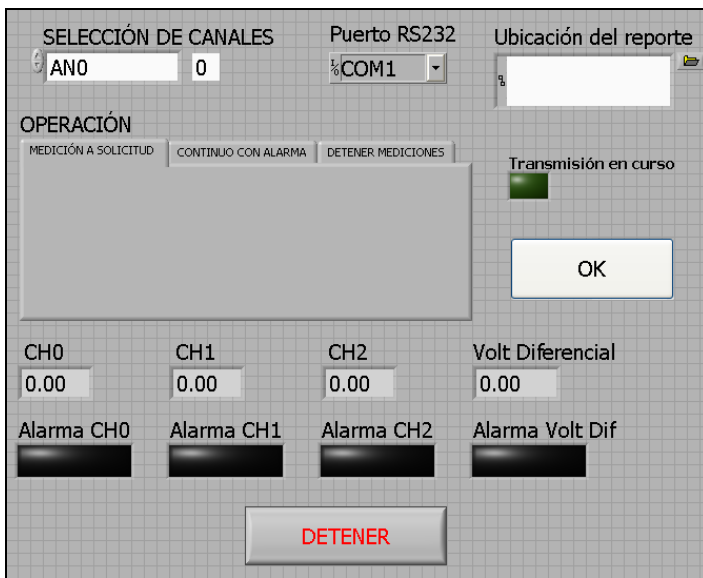 SELECCIÓN DE CANALES
Puerto RS232
Ubicación del reporte
AN0
0
COM1
OPERACIÓN
MEDICIÓN A SOLICITUD
CONTINUO CON ALARMA
DETENER MEDICIONES
Transmisión en curso
OK
CH0
CH1
CH2
Volt Diferencial
0.00
0.00
0.00
0.00
Alarma CH0
Alarma CH1
Alarma CH2
Alarma Volt Dif
DETENER